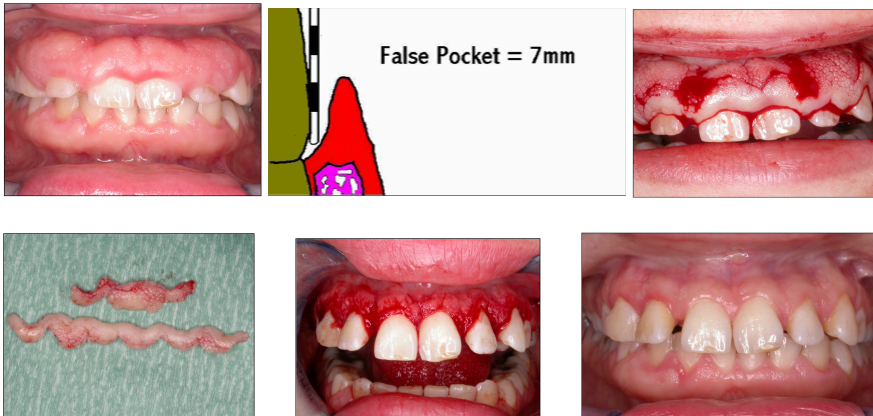 False Pocket = 7mm